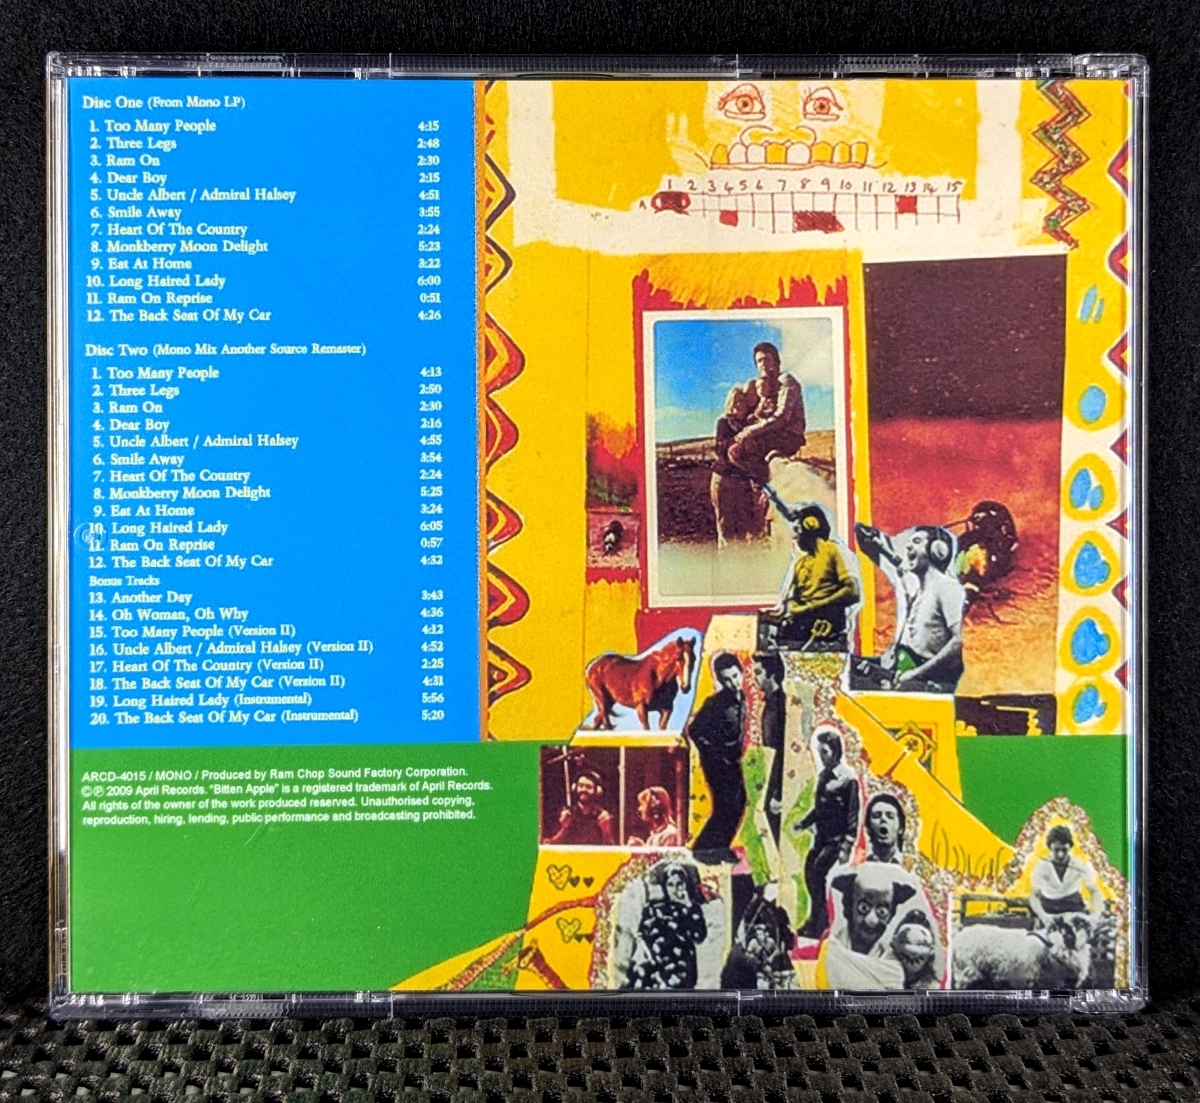 Disc One (From Mono LP)
1. Too Many People 4:15
2. Three Legs 2:48
3. Ram On 2:30
4. Dear Boy 2:15
5. Uncle Albert / Admiral Halsey 4:51
6. Smile Away 3:55
7. Heart Of The Country 2:24
8. Monkberry Moon Delight 5:23
9. Eat At Home 3:22
10. Long Haired Lady 6:00
11. Ram On Reprise 0:51
12. The Back Seat Of My Car 4:26
Disc Two (Mono Mix Another Source Remaster)
1. Too Many People 4:13
2. Three Legs 2:50
3. Ram On 2:30
4. Dear Boy 2:16
5. Uncle Albert / Admiral Halsey 4:55
6. Smile Away 3:54
7. Heart Of The Country 2:24
8. Monkberry Moon Delight 5:25
9. Eat At Home 3:24
10. Long Haired Lady 6:05
11. Ram On Reprise 0:57
12. The Back Seat Of My Car 4:32
Bonus Tracks
13. Another Day 3:43
14. Oh Woman, Oh Why 4:36
15. Too Many People (Version II) 4:12
16. Uncle Albert / Admiral Halsey (Version II) 4:52
17. Heart Of The Country (Version II) 2:25
18. The Back Seat Of My Car (Version II) 4:31
19. Long Haired Lady (Instrumental) 5:56
20. The Back Seat Of My Car (Instrumental) 5:20
ARCD-4015 / MONO / Produced by Ram Chop Sound Factory Corporation.
©℗ 2009 April Records. "Bitten Apple" is a registered trademark of April Records.
All rights of the owner of the work produced reserved. Unauthorised copying,
reproduction, hiring, lending, public performance and broadcasting prohibited.
1 2 3 4 5 6 7 8 9 10 11 12 13 14 15
A